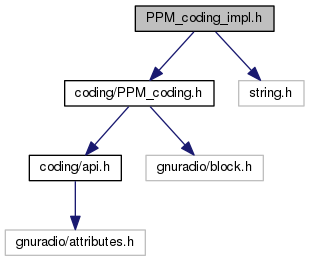 PPM_coding_impl.h
coding/PPM_coding.h
string.h
coding/api.h
gnuradio/block.h
gnuradio/attributes.h